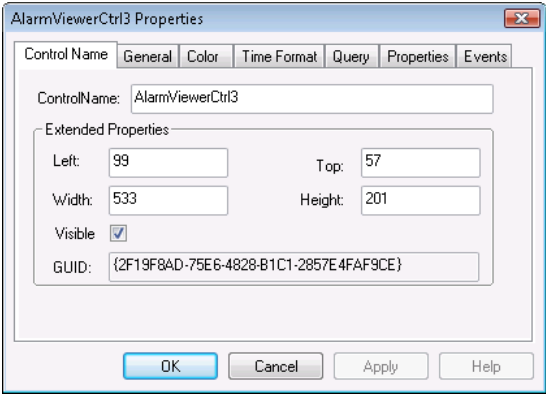 AlarmViewerCtrl3 Properties
Control Name General Color Time Format Query Properties Events
ControlName: AlarmViewerCtrl3
Extended Properties
Left: 99 Top: 57
Width: 533 Height: 201
Visible
GUID: {2F19F8AD-75E6-4828-B1C1-2857E4FAF9CE}
OK Cancel Apply Help